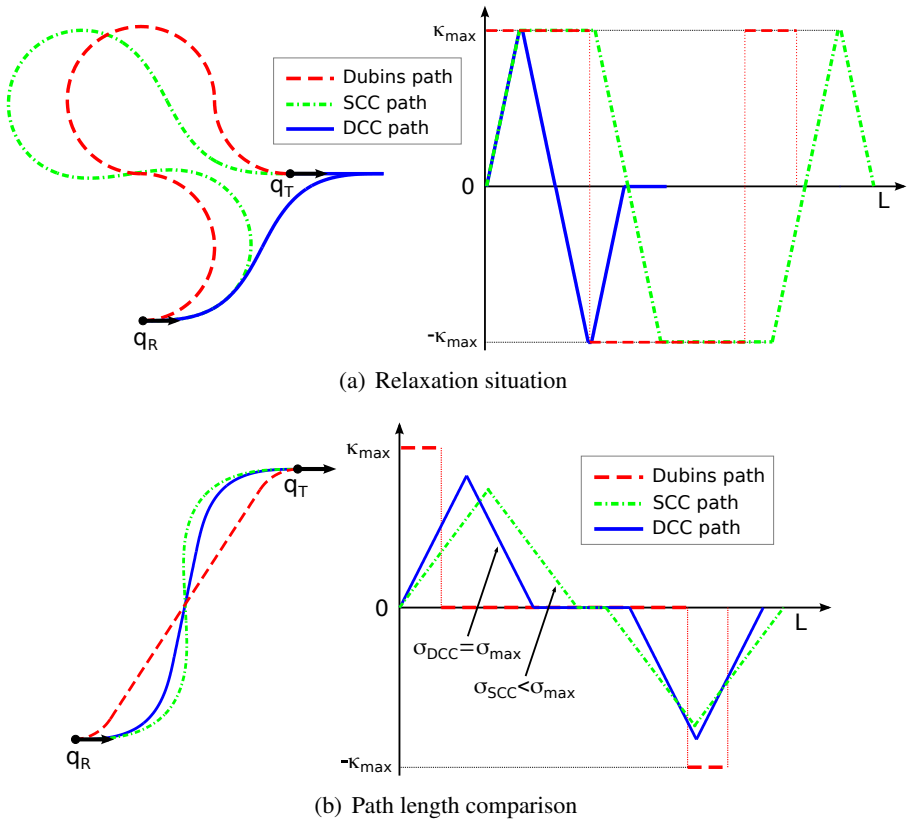 Dubins path
SCC path
DCC path
q_T
q_R
κ_max
0
L
-κ_max
(a) Relaxation situation
κ_max
Dubins path
SCC path
DCC path
q_T
0
L
σ_DCC=σ_max
σ_SCC<σ_max
q_R
-κ_max
(b) Path length comparison